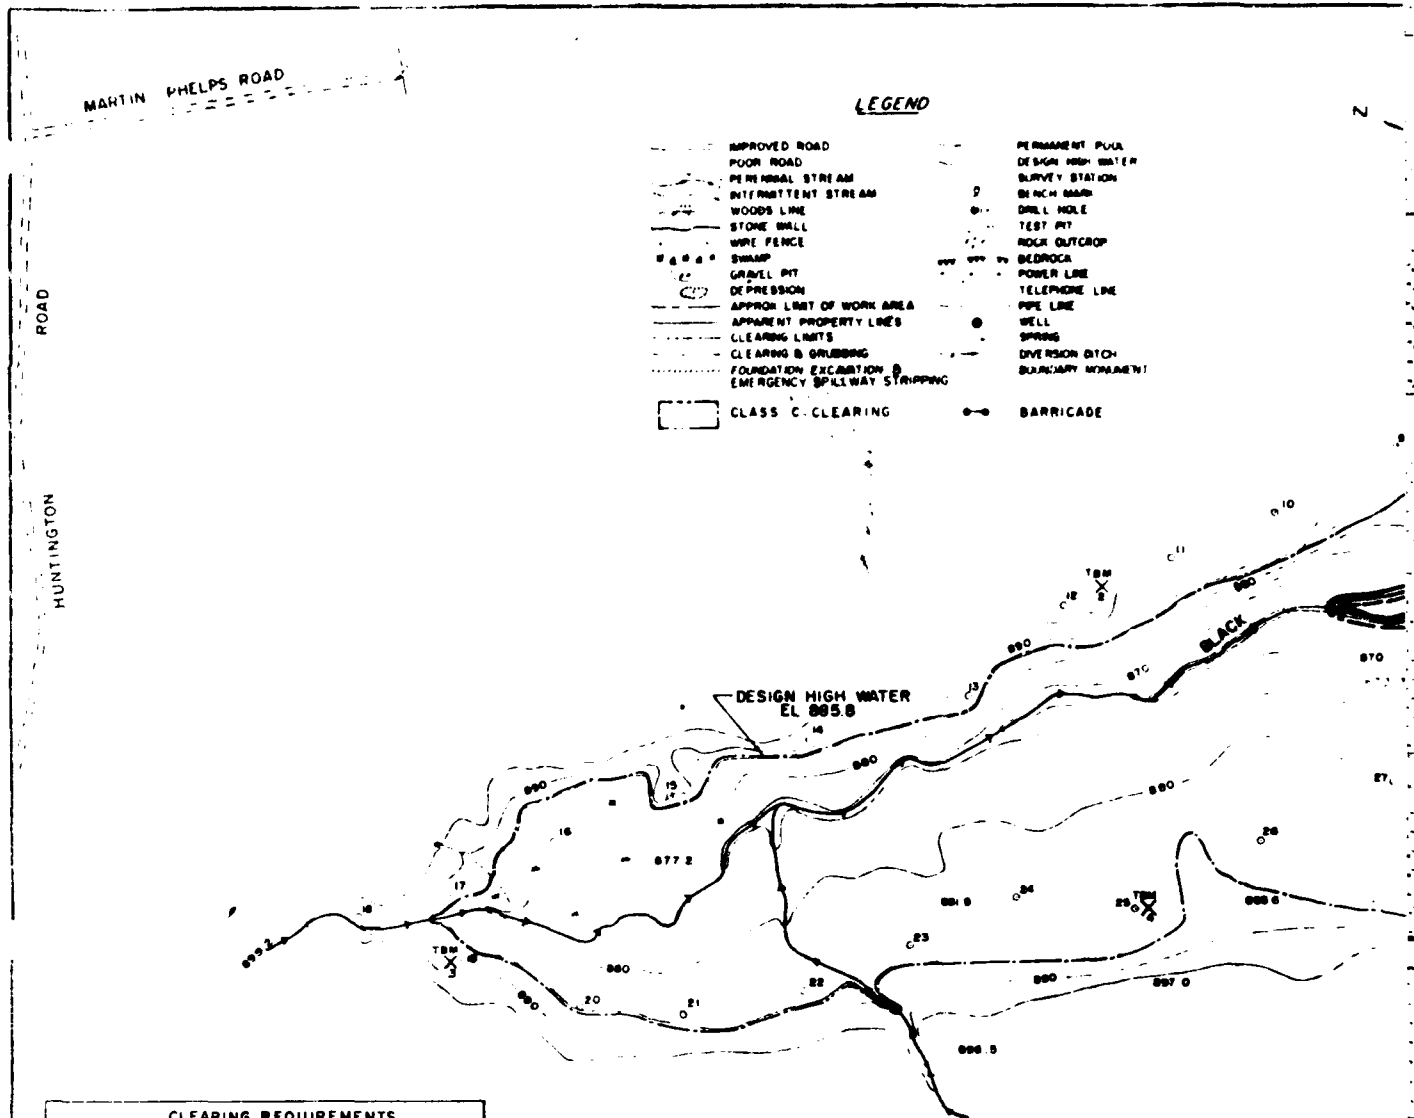 MARTIN PHELPS ROAD
LEGEND
IMPROVED ROAD
POOR ROAD
PERENNIAL STREAM
INTERMITTENT STREAM
WOODS LINE
STONE WALL
WIRE FENCE
SWAMP
GRAVEL PIT
DEPRESSION
APPROX LIMIT OF WORK AREA
APPARENT PROPERTY LINES
CLEARING LIMITS
CLEARING & GRUBBING
FOUNDATION EXCAVATION &
EMERGENCY SPILLWAY STRIPPING
CLASS C CLEARING
PERMANENT POOL
DESIGN HIGH WATER
SURVEY STATION
BENCH MARK
DRILL HOLE
TEST PIT
ROCK OUTCROP
BEDROCK
POWER LINE
TELEPHONE LINE
PIPE LINE
WELL
SPRING
DIVERSION DITCH
BOUNDARY MONUMENT
BARRICADE
ROAD
HUNTINGTON
10
11
TBM
2
12
880
BLACK
890
870
870
13
DESIGN HIGH WATER
EL 885.8
14
880
15
890
880
27
16
26
877.2
17
24
25
TBM
18
23
899.2
TBM
3
880
22
890
897.0
890
20
21
896.5
CLEARING REQUIREMENTS